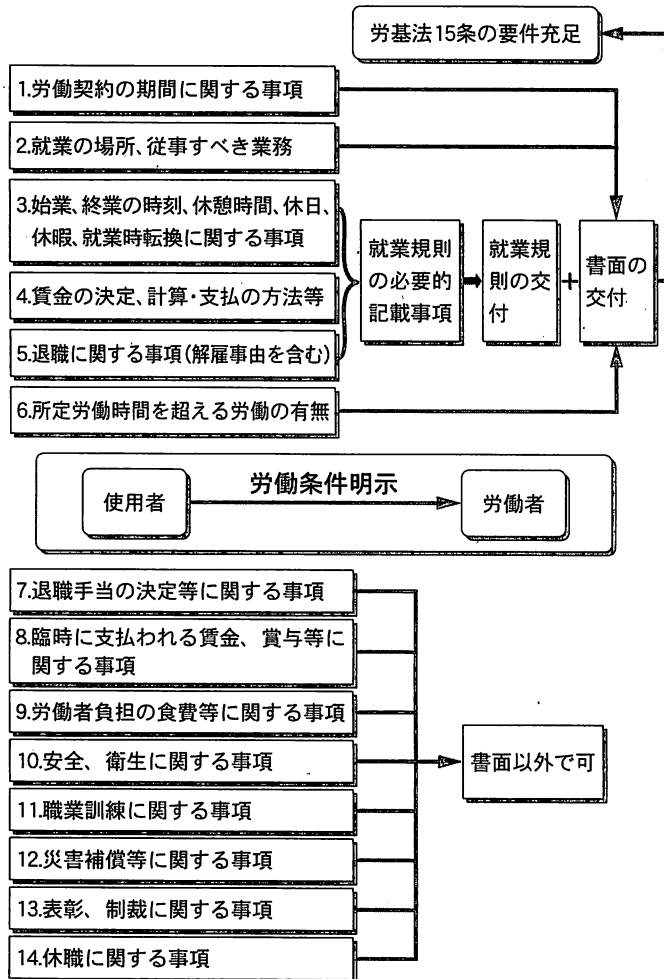 労基法15条の要件充足
1.労働契約の期間に関する事項
2.就業の場所、従事すべき業務
3.始業、終業の時刻、休憩時間、休日、
休暇、就業時転換に関する事項
4.賃金の決定、計算・支払の方法等
5.退職に関する事項(解雇事由を含む)
6.所定労働時間を超える労働の有無
就業規則
の必要的
記載事項
就業規
則の交
付
+
書面の
交付
労働条件明示
使用者
労働者
7.退職手当の決定等に関する事項
8.臨時に支払われる賃金、賞与等に
関する事項
9.労働者負担の食費等に関する事項
10.安全、衛生に関する事項
11.職業訓練に関する事項
12.災害補償等に関する事項
13.表彰、制裁に関する事項
14.休職に関する事項
書面以外で可